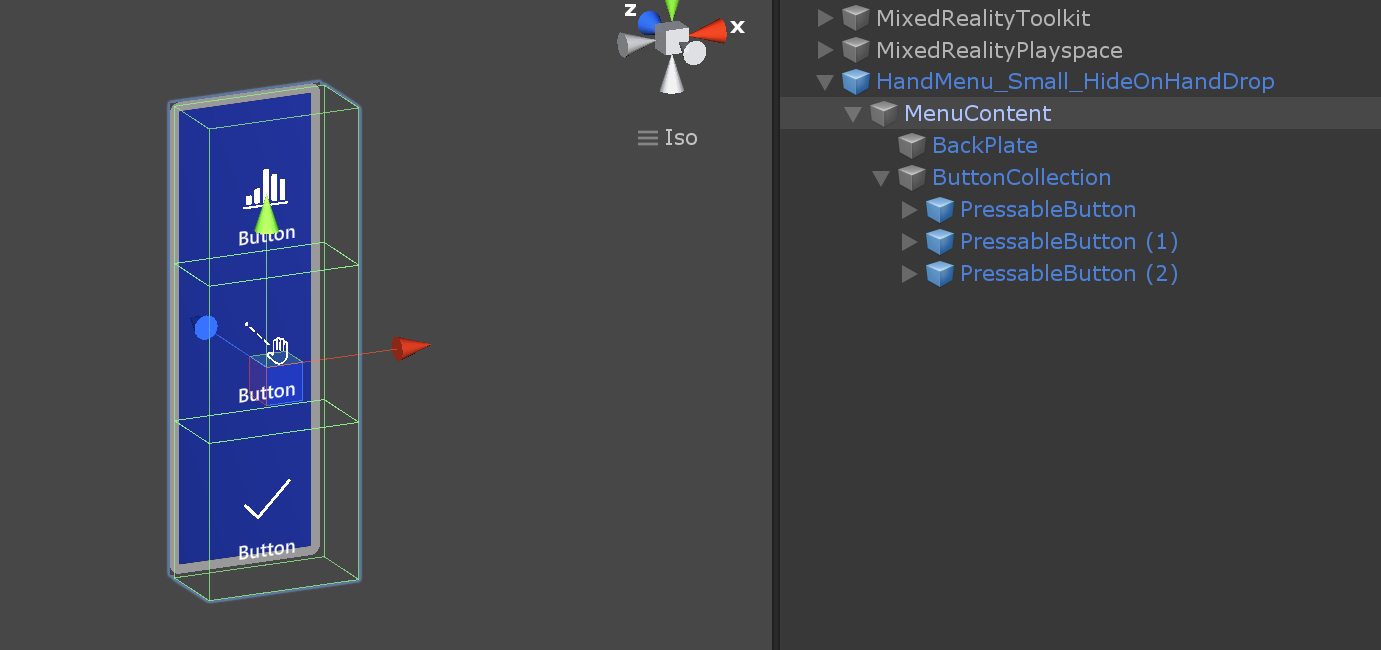 z
x
Iso
Button
Button
Button
MixedRealityToolkit
MixedRealityPlayspace
HandMenu_Small_HideOnHandDrop
MenuContent
BackPlate
ButtonCollection
PressableButton
PressableButton (1)
PressableButton (2)